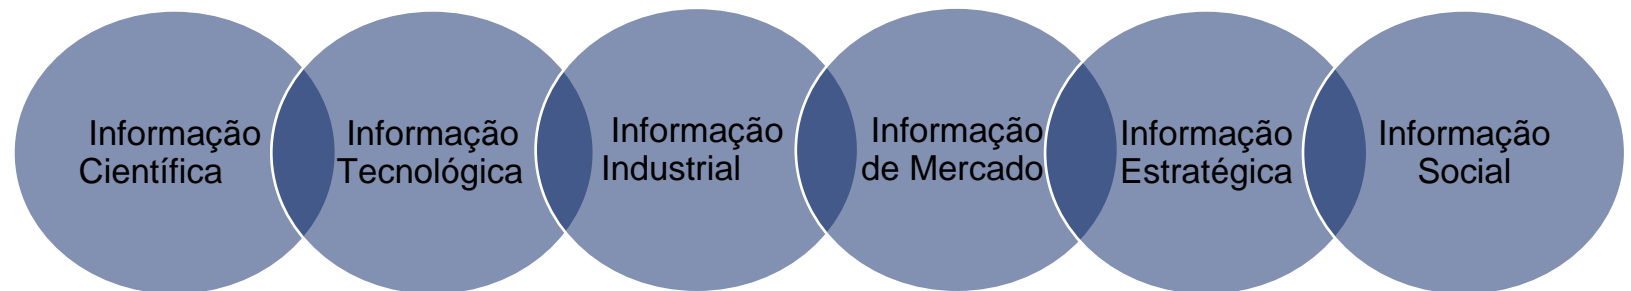 Informação
Científica
Informação
Tecnológica
Informação
Industrial
Informação
de Mercado
Informação
Estratégica
Informação
Social